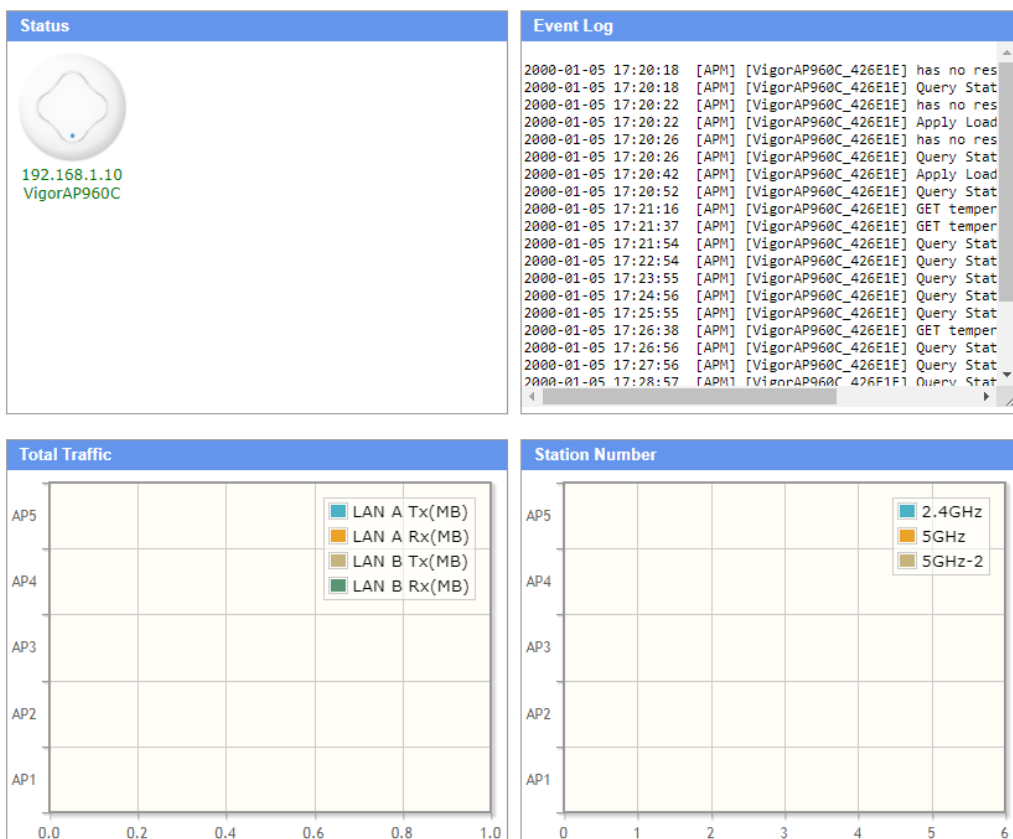 Status
192.168.1.10
VigorAP960C
Event Log
2000-01-05 17:20:18 [APM] [VigorAP960C_426E1E] has no res
2000-01-05 17:20:18 [APM] [VigorAP960C_426E1E] Query Stat
2000-01-05 17:20:22 [APM] [VigorAP960C_426E1E] has no res
2000-01-05 17:20:22 [APM] [VigorAP960C_426E1E] Apply Load
2000-01-05 17:20:26 [APM] [VigorAP960C_426E1E] has no res
2000-01-05 17:20:26 [APM] [VigorAP960C_426E1E] Query Stat
2000-01-05 17:20:42 [APM] [VigorAP960C_426E1E] Apply Load
2000-01-05 17:20:52 [APM] [VigorAP960C_426E1E] Query Stat
2000-01-05 17:21:16 [APM] [VigorAP960C_426E1E] GET temper
2000-01-05 17:21:37 [APM] [VigorAP960C_426E1E] GET temper
2000-01-05 17:21:54 [APM] [VigorAP960C_426E1E] Query Stat
2000-01-05 17:22:54 [APM] [VigorAP960C_426E1E] Query Stat
2000-01-05 17:23:55 [APM] [VigorAP960C_426E1E] Query Stat
2000-01-05 17:24:56 [APM] [VigorAP960C_426E1E] Query Stat
2000-01-05 17:25:55 [APM] [VigorAP960C_426E1E] Query Stat
2000-01-05 17:26:38 [APM] [VigorAP960C_426E1E] GET temper
2000-01-05 17:26:56 [APM] [VigorAP960C_426E1E] Query Stat
2000-01-05 17:27:56 [APM] [VigorAP960C_426E1E] Query Stat
2000-01-05 17:28:57 [APM] [VigorAP960C_426E1E] Query Stat
Total Traffic
LAN A Tx(MB)
LAN A Rx(MB)
LAN B Tx(MB)
LAN B Rx(MB)
AP5
AP4
AP3
AP2
AP1
0.0 0.2 0.4 0.6 0.8 1.0
Station Number
2.4GHz
5GHz
5GHz-2
AP5
AP4
AP3
AP2
AP1
0 1 2 3 4 5 6